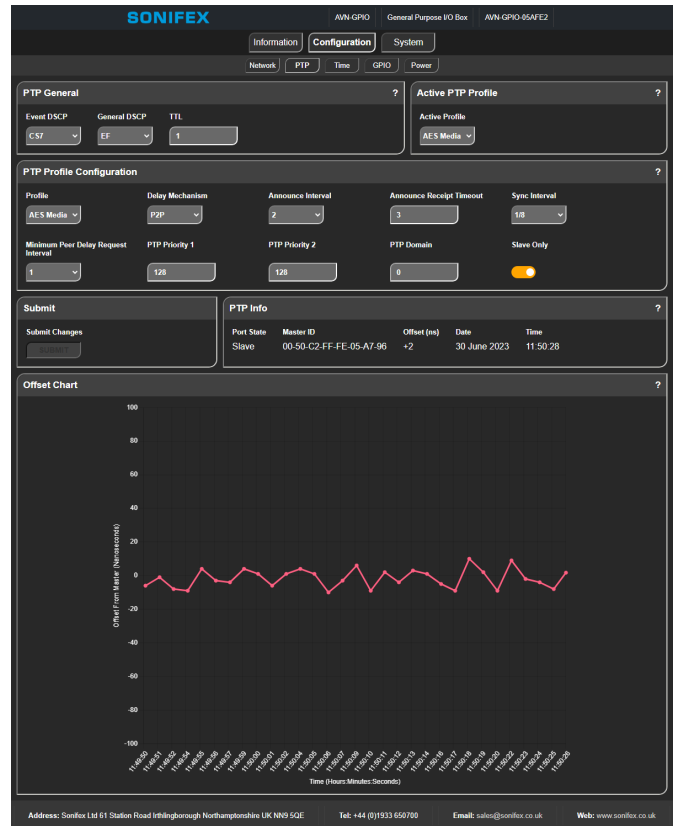 SONIFEX
AVN-GPIO General Purpose I/O Box AVN-GPIO-05AFE2
Information Configuration System
Network PTP Time GPIO Power
PTP General ?
Event DSCP General DSCP TTL
CS7 EF 1
Active PTP Profile ?
Active Profile
AES Media
PTP Profile Configuration ?
Profile Delay Mechanism Announce Interval Announce Receipt Timeout Sync Interval
AES Media P2P 2 3 1/8
Minimum Peer Delay Request Interval PTP Priority 1 PTP Priority 2 PTP Domain Slave Only
1 128 128 0
Submit
Submit Changes
SUBMIT
PTP Info ?
Port State Master ID Offset (ns) Date Time
Slave 00-50-C2-FF-FE-05-A7-96 +2 30 June 2023 11:50:28
Offset Chart ?
Offset From Master (Nanoseconds)
100
80
60
40
20
0
-20
-40
-60
-80
-100
11:49:50 11:49:51 11:49:52 11:49:54 11:49:55 11:49:56 11:49:57 11:49:59 11:50:00 11:50:01 11:50:02 11:50:04 11:50:05 11:50:06 11:50:07 11:50:09 11:50:10 11:50:11 11:50:12 11:50:13 11:50:14 11:50:16 11:50:17 11:50:18 11:50:19 11:50:20 11:50:22 11:50:23 11:50:24 11:50:25 11:50:26
Time (Hours:Minutes:Seconds)
Address: Sonifex Ltd 61 Station Road Irthlingborough Northamptonshire UK NN9 5QE Tel: +44 (0)1933 650700 Email: sales@sonifex.co.uk Web: www.sonifex.co.uk